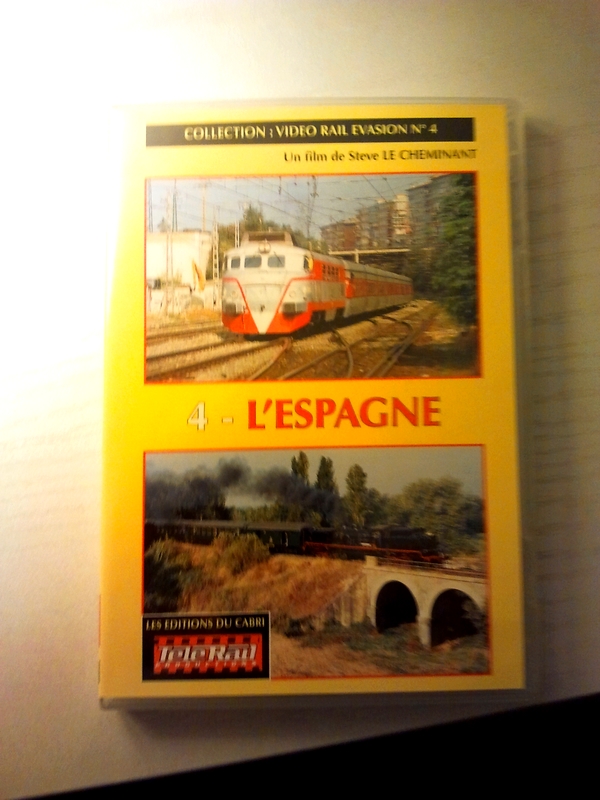 COLLECTION : VIDEO RAIL EVASION N° 4
Un film de Steve LE CHEMINANT
4 - L'ESPAGNE
LES EDITIONS DU CABRI
TéléRail